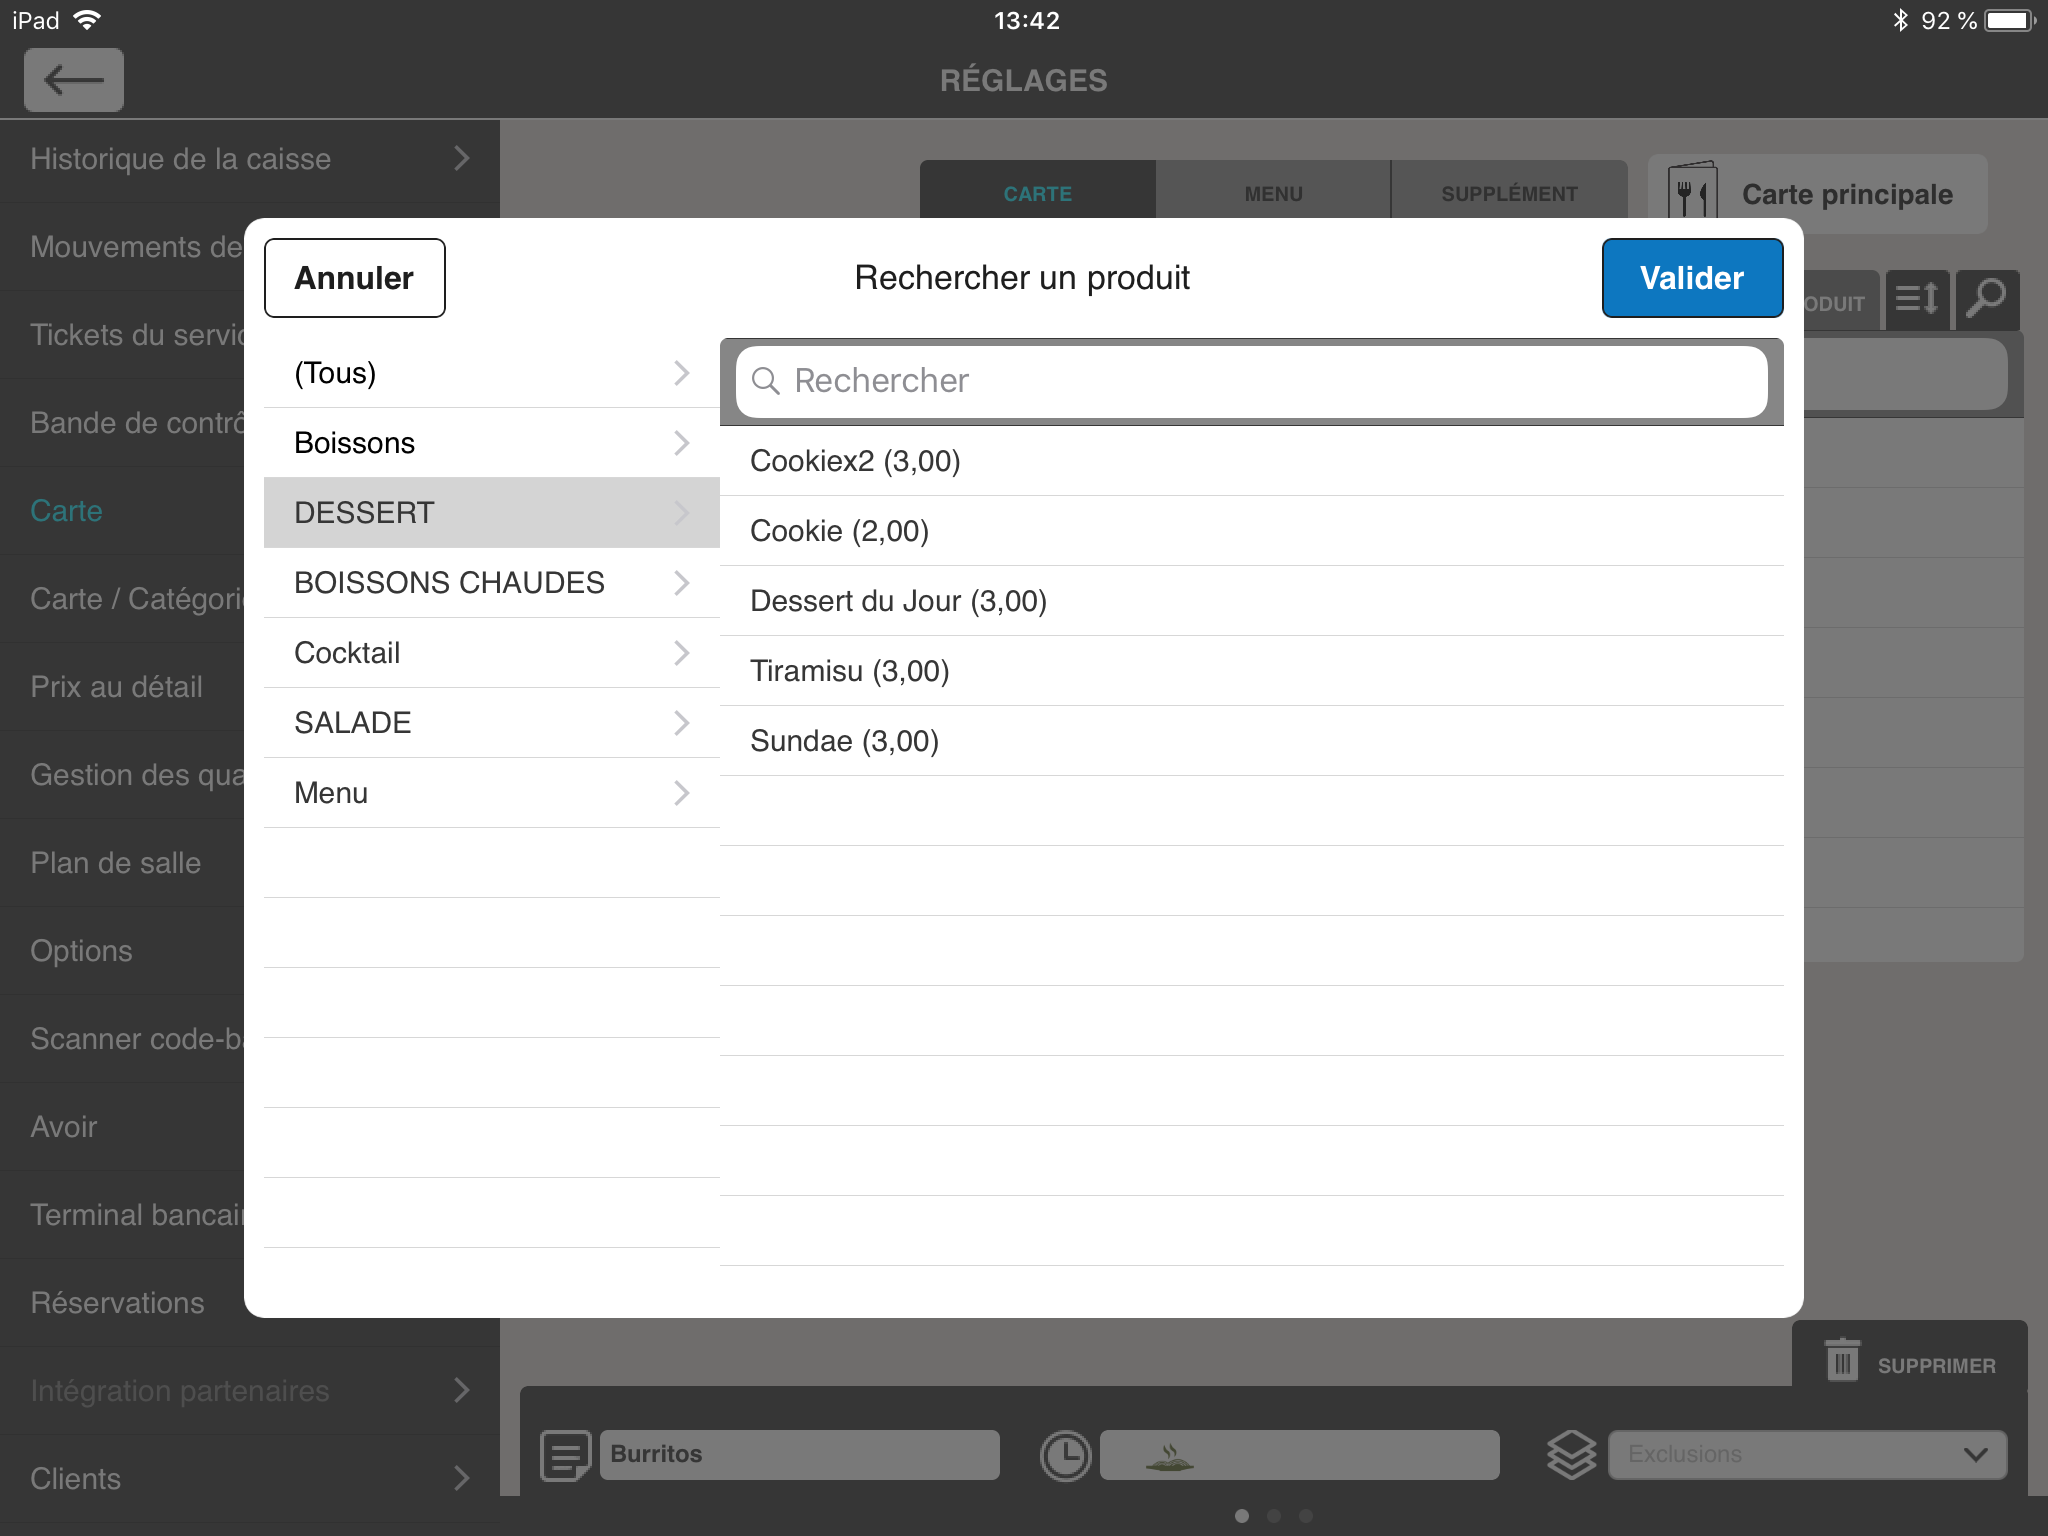 iPad
13:42
92 %
RÉGLAGES
Historique de la caisse
CARTE
MENU
SUPPLÉMENT
Carte principale
Mouvements de
Annuler
Rechercher un produit
Valider
ODUIT
Tickets du servic
Bande de contrô
Carte
Carte / Catégori
Prix au détail
Gestion des qua
Plan de salle
Options
Scanner code-ba
Avoir
Terminal bancair
Réservations
Intégration partenaires
Clients
(Tous)
Boissons
DESSERT
BOISSONS CHAUDES
Cocktail
SALADE
Menu
Rechercher
Cookiex2 (3,00)
Cookie (2,00)
Dessert du Jour (3,00)
Tiramisu (3,00)
Sundae (3,00)
SUPPRIMER
Burritos
Exclusions